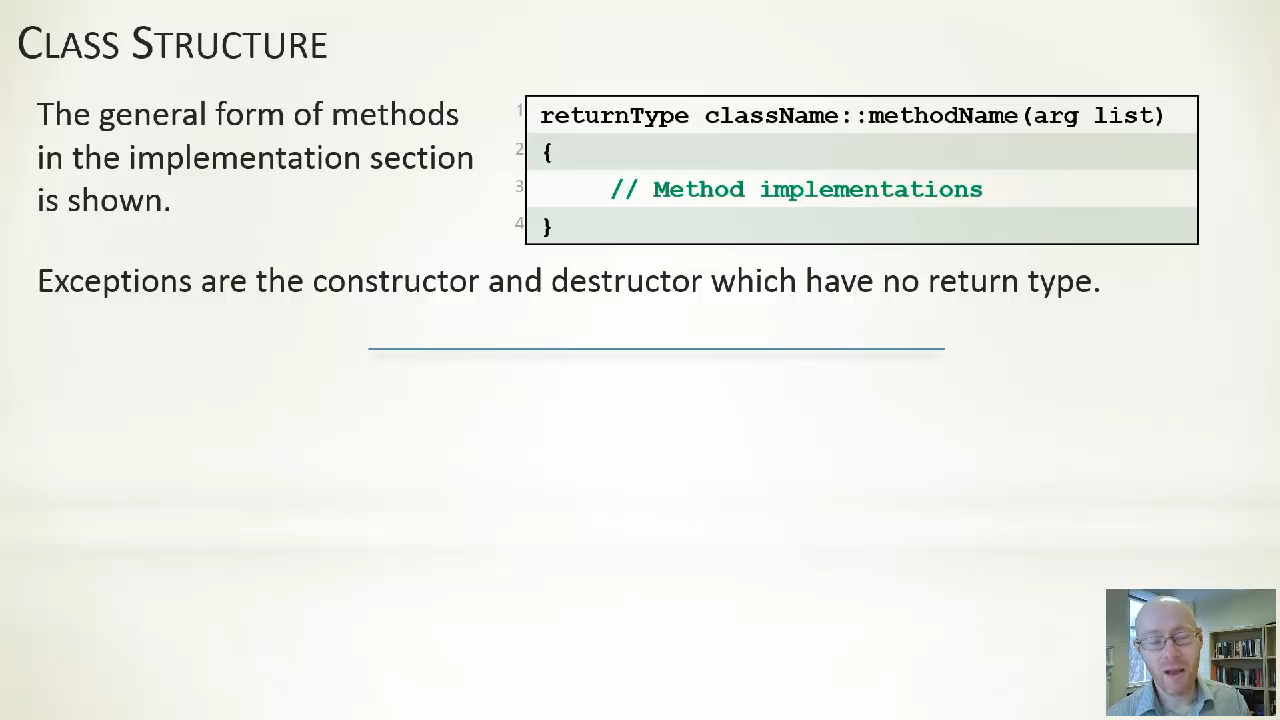 CLASS STRUCTURE
The general form of methods
in the implementation section
is shown.
1 returnType className::methodName(arg list)
2 {
3 // Method implementations
4 }
Exceptions are the constructor and destructor which have no return type.